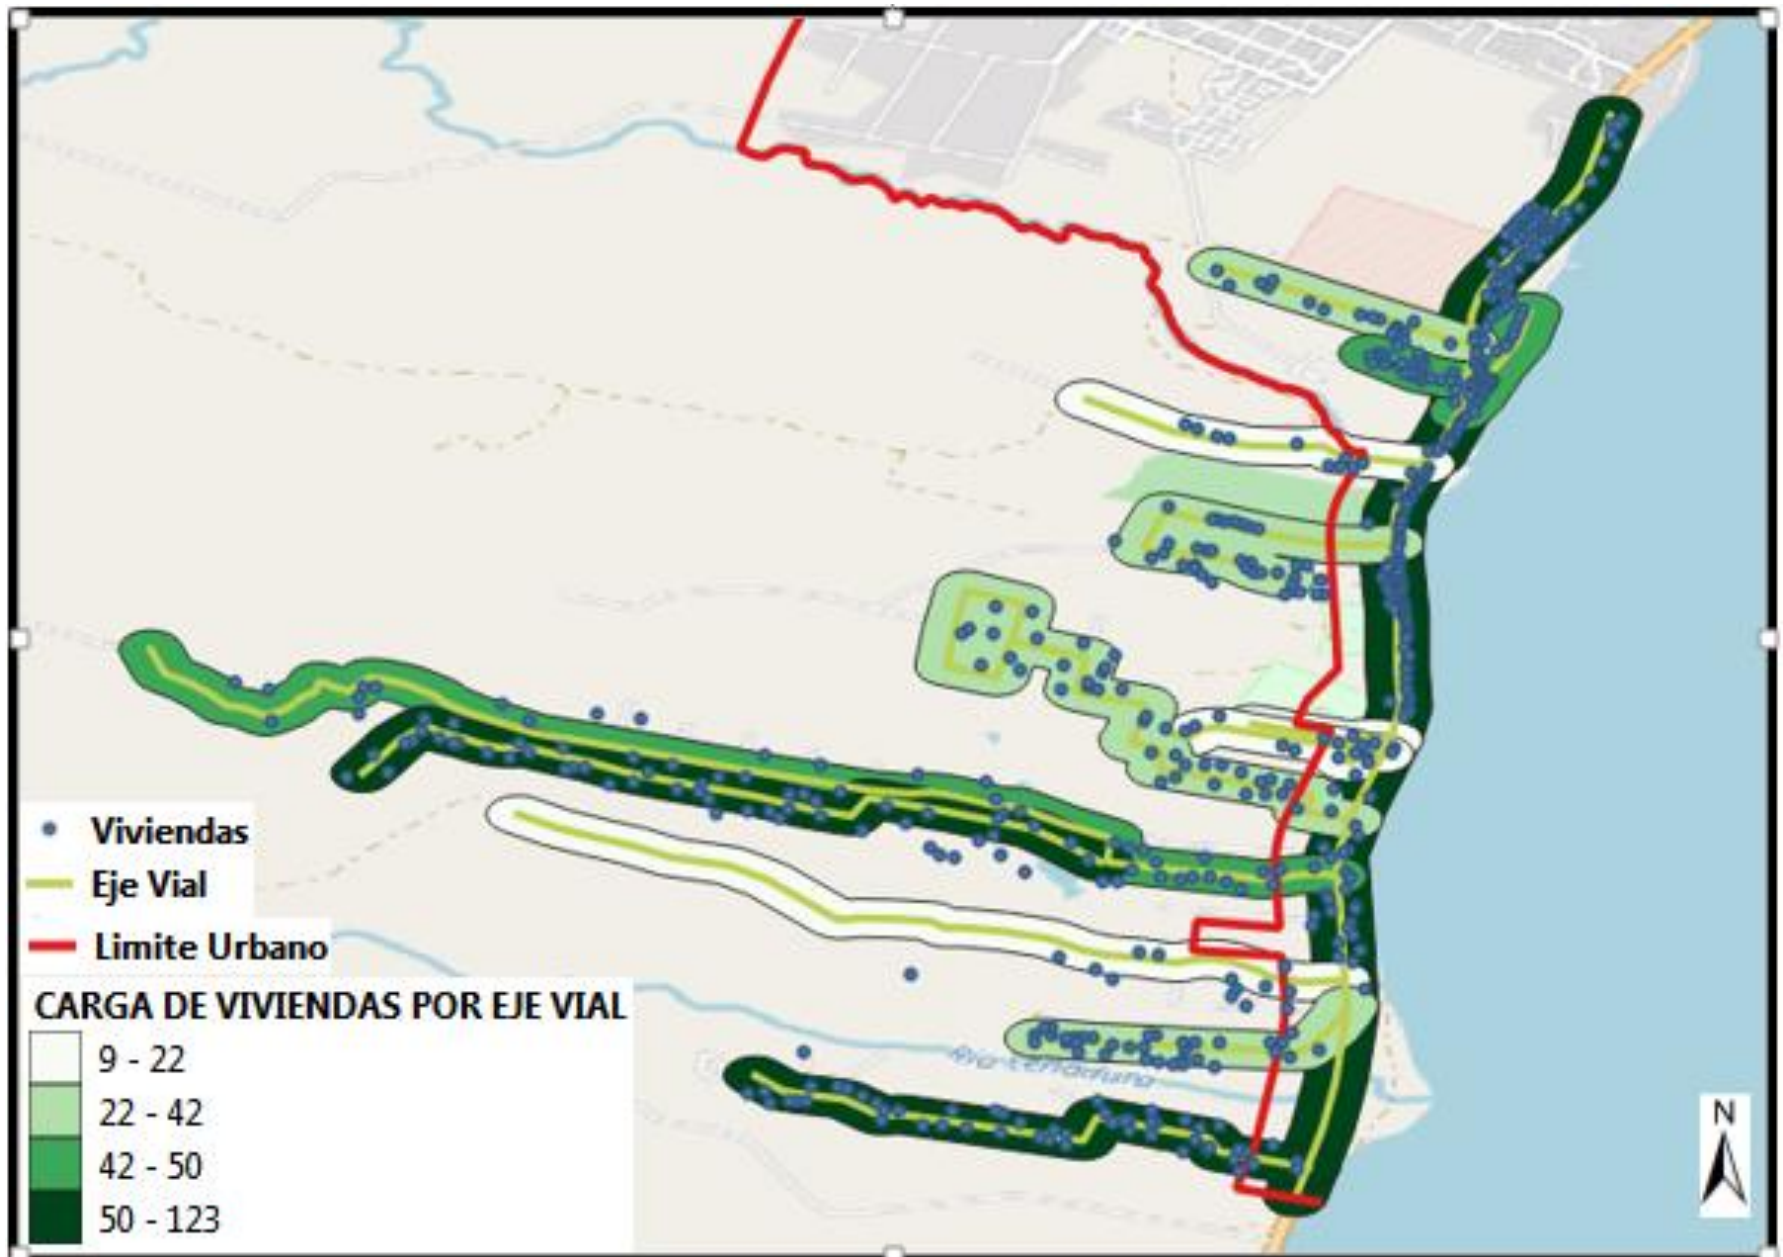 Viviendas
Eje Vial
Limite Urbano
CARGA DE VIVIENDAS POR EJE VIAL
9 - 22
22 - 42
42 - 50
50 - 123
Río
N